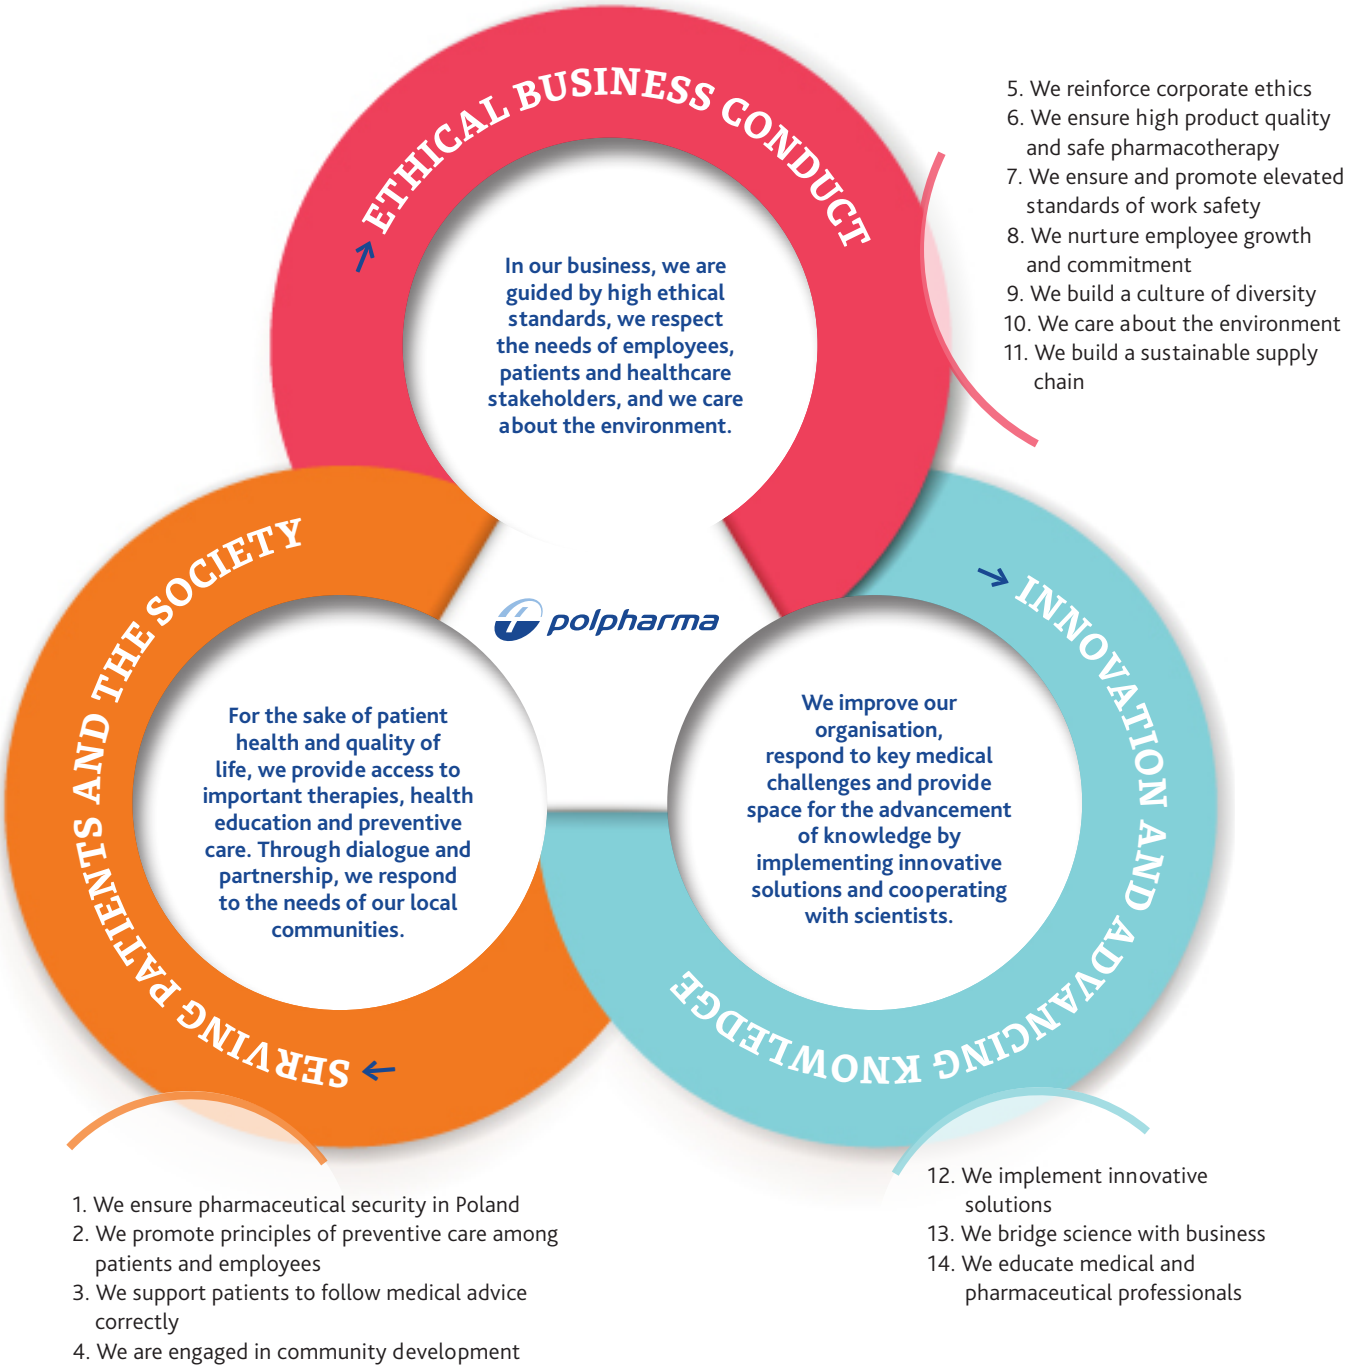 ETHICAL BUSINESS CONDUCT
In our business, we are
guided by high ethical
standards, we respect
the needs of employees,
patients and healthcare
stakeholders, and we care
about the environment.
5. We reinforce corporate ethics
6. We ensure high product quality
and safe pharmacotherapy
7. We ensure and promote elevated
standards of work safety
8. We nurture employee growth
and commitment
9. We build a culture of diversity
10. We care about the environment
11. We build a sustainable supply
chain
polpharma
SERVING PATIENTS AND THE SOCIETY
For the sake of patient
health and quality of
life, we provide access to
important therapies, health
education and preventive
care. Through dialogue and
partnership, we respond
to the needs of our local
communities.
1. We ensure pharmaceutical security in Poland
2. We promote principles of preventive care among
patients and employees
3. We support patients to follow medical advice
correctly
4. We are engaged in community development
INNOVATION AND ADVANCING KNOWLEDGE
We improve our
organisation,
respond to key medical
challenges and provide
space for the advancement
of knowledge by
implementing innovative
solutions and cooperating
with scientists.
12. We implement innovative
solutions
13. We bridge science with business
14. We educate medical and
pharmaceutical professionals